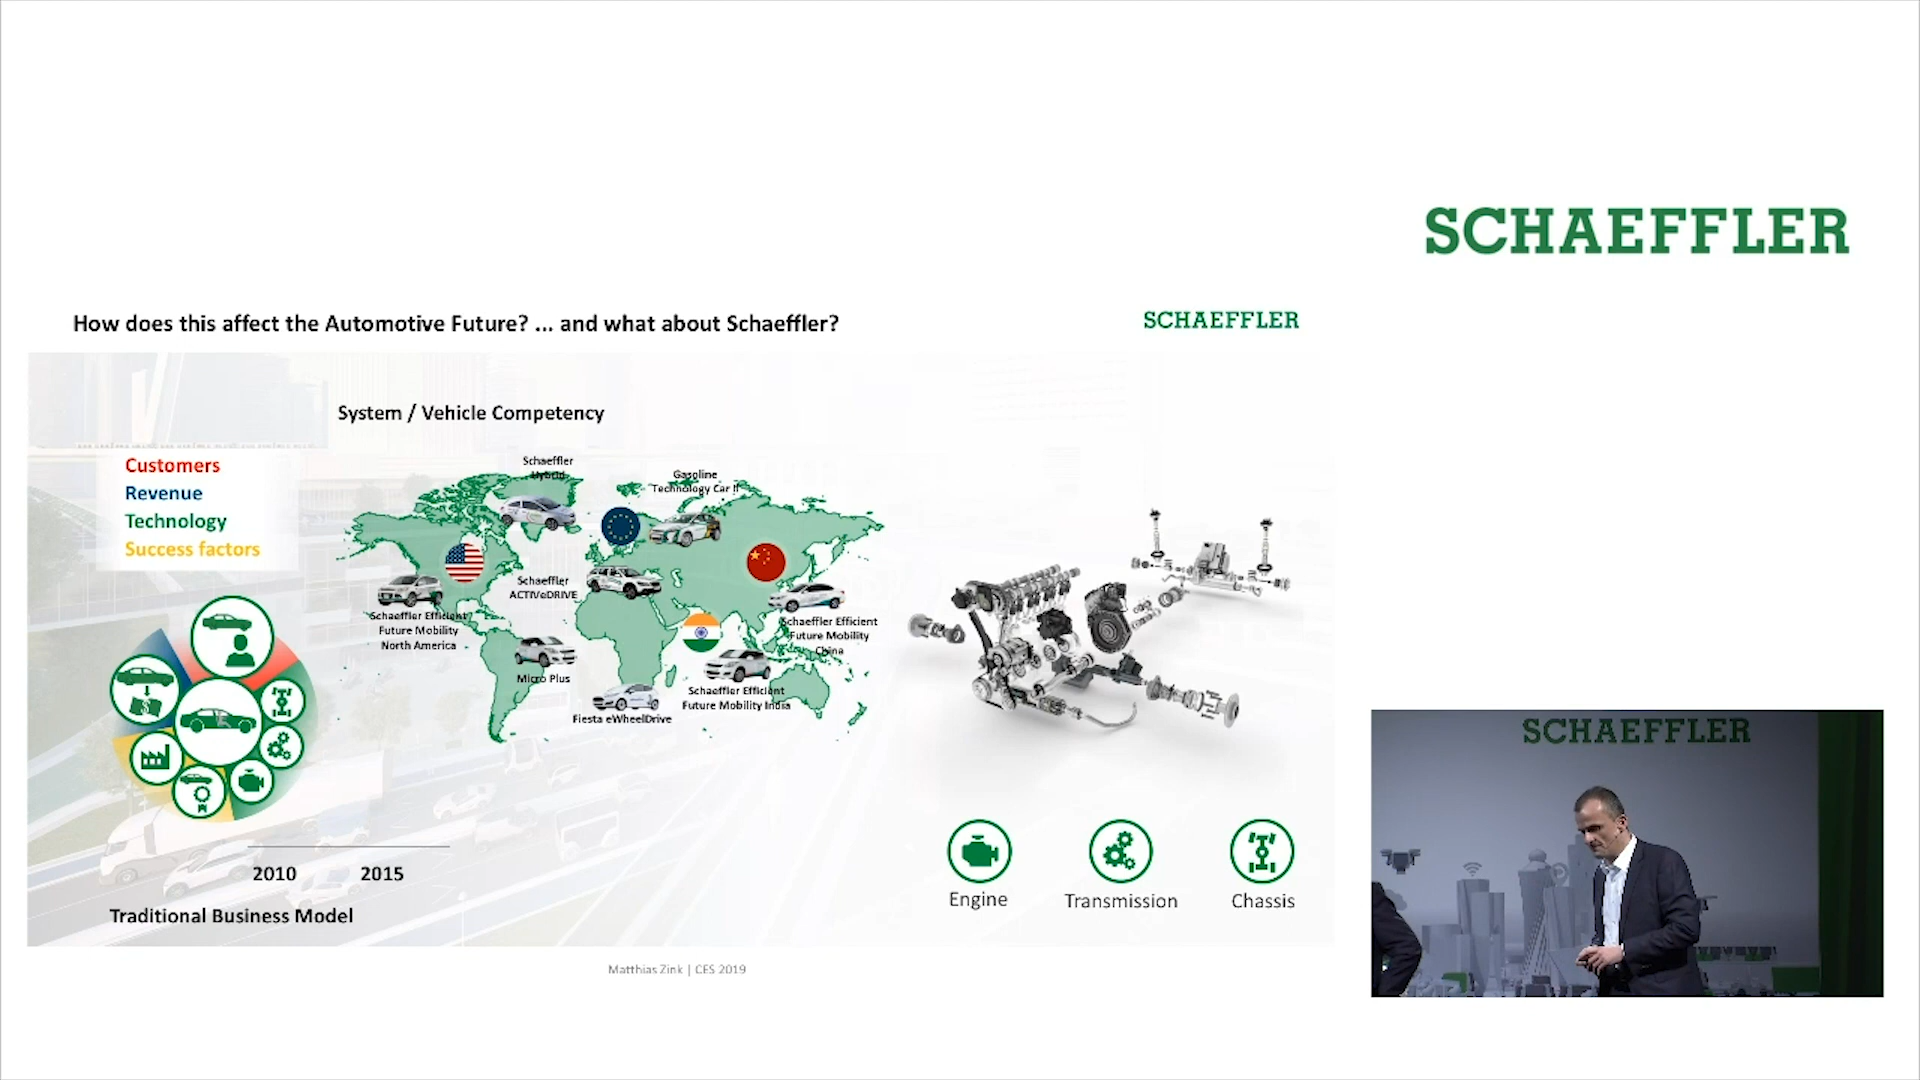 SCHAEFFLER
How does this affect the Automotive Future? ... and what about Schaeffler?
SCHAEFFLER
System / Vehicle Competency
Customers
Revenue
Technology
Success factors
Schaeffler
Hybrid
Gasoline
Technology Car II
Schaeffler
ACTIVeDRIVE
Schaeffler Efficient
Future Mobility
North America
Schaeffler Efficient
Future Mobility
China
Micro Plus
Schaeffler Efficient
Future Mobility India
Fiesta eWheelDrive
2010 2015
Traditional Business Model
Engine
Transmission
Chassis
Matthias Zink | CES 2019
SCHAEFFLER